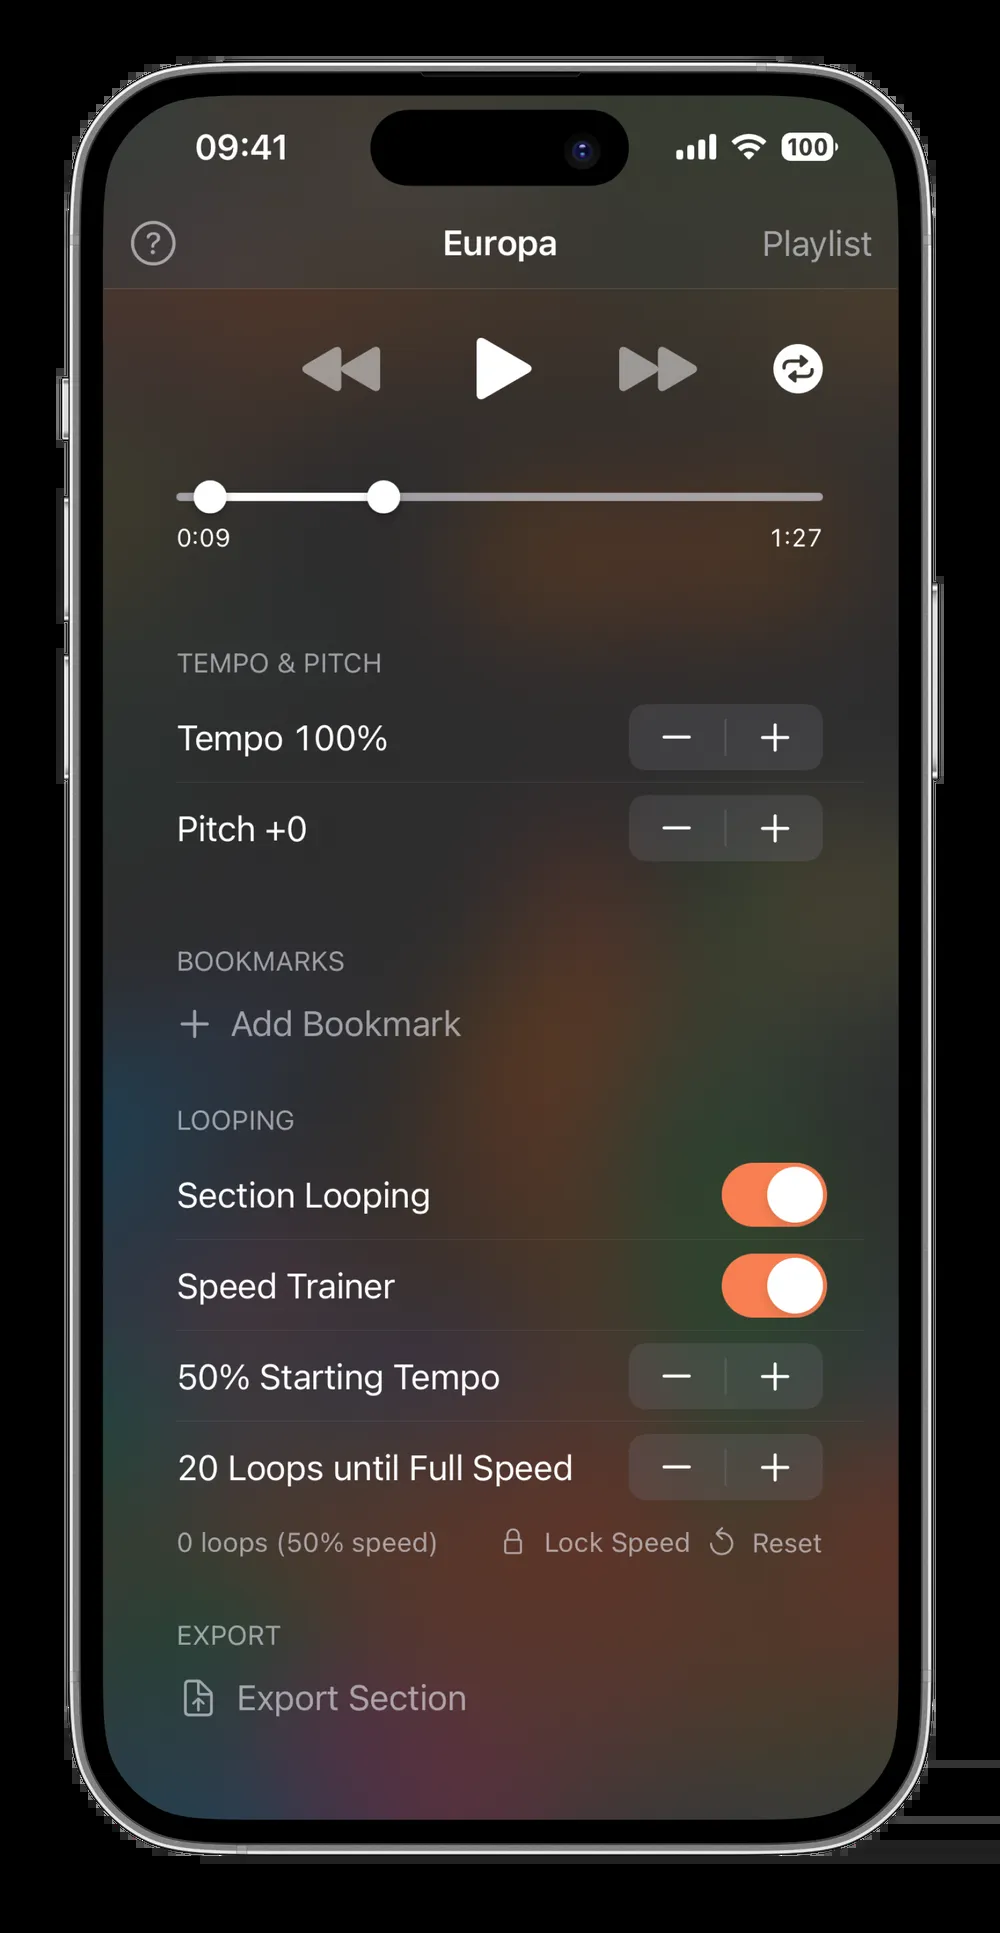 09:41
100
?
Europa
Playlist
0:09
1:27
TEMPO & PITCH
Tempo 100%
Pitch +0
BOOKMARKS
Add Bookmark
LOOPING
Section Looping
Speed Trainer
50% Starting Tempo
20 Loops until Full Speed
0 loops (50% speed)
Lock Speed
Reset
EXPORT
Export Section